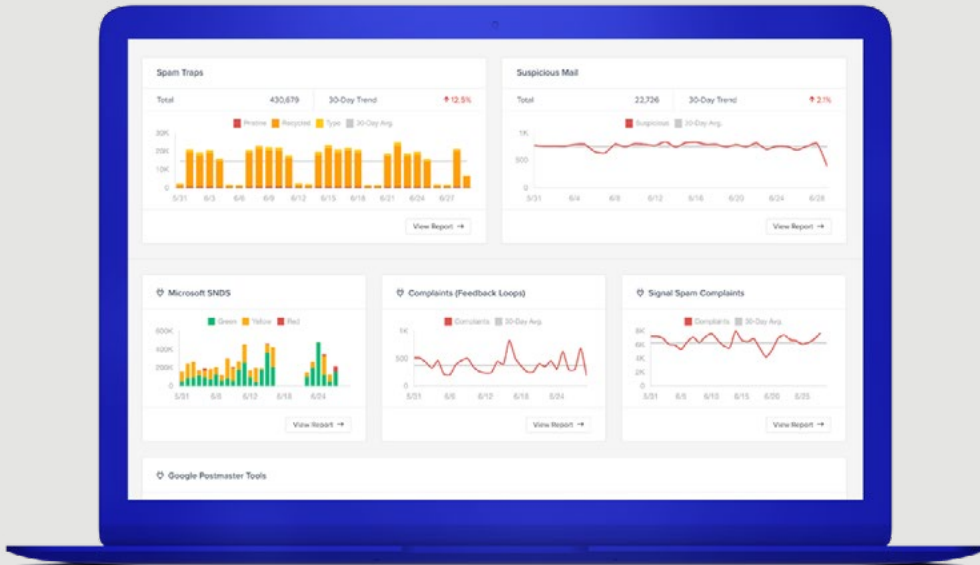 Spam Traps
Total 430,679 30-Day Trend ↑ 12.5%
Pristine Recycled Typo 30-Day Avg.
30K
20K
10K
0
5/31 6/3 6/6 6/9 6/12 6/15 6/18 6/21 6/24 6/27
View Report →
Suspicious Mail
Total 22,726 30-Day Trend ↑ 2.1%
Suspicious 30-Day Avg.
1K
500
0
5/31 6/4 6/8 6/12 6/16 6/20 6/24 6/28
View Report →
Microsoft SNDS
Green Yellow Red
600K
400K
200K
0
5/31 6/6 6/12 6/18 6/24
View Report →
Complaints (Feedback Loops)
Complaints 30-Day Avg.
1K
500
0
5/31 6/6 6/12 6/18 6/24
View Report →
Signal Spam Complaints
Complaints 30-Day Avg.
8K
6K
4K
2K
0
5/31 6/5 6/10 6/15 6/20 6/25
View Report →
Google Postmaster Tools